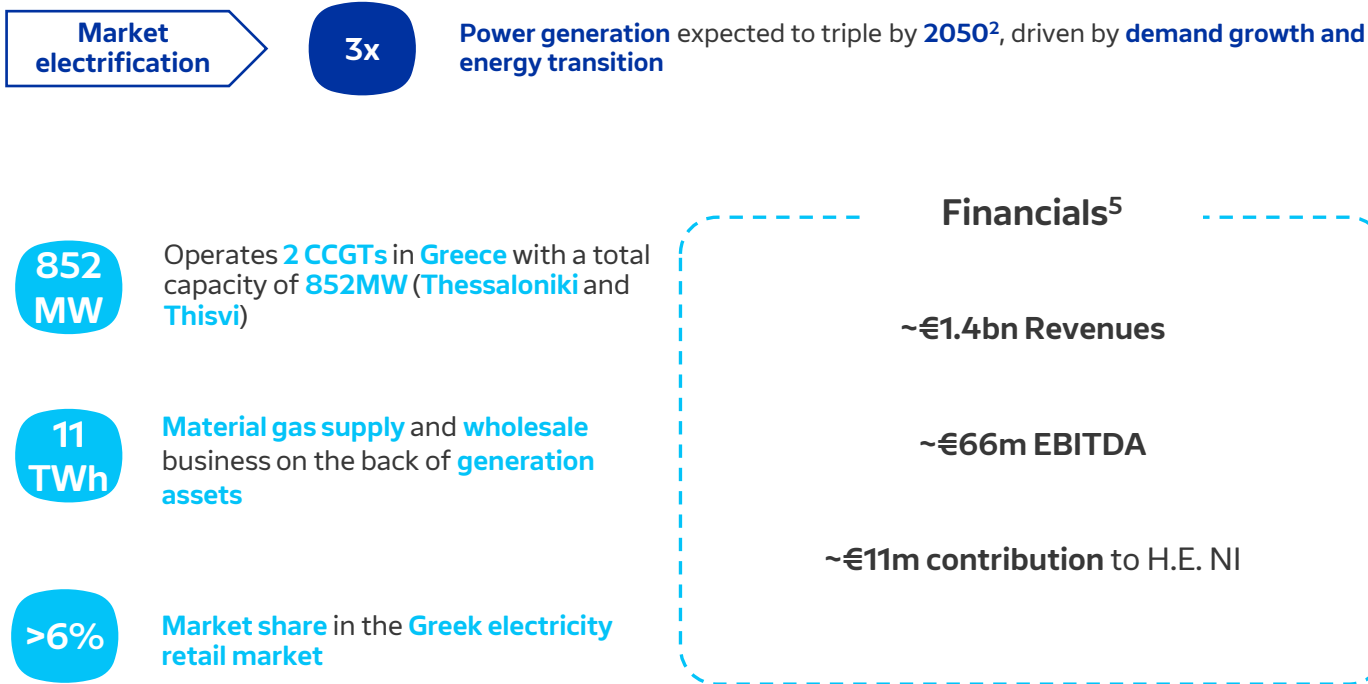 Market
electrification
3x
Power generation expected to triple by 2050², driven by demand growth and
energy transition
852
MW
Operates 2 CCGTs in Greece with a total
capacity of 852MW (Thessaloniki and
Thisvi)
11
TWh
Material gas supply and wholesale
business on the back of generation
assets
>6%
Market share in the Greek electricity
retail market
Financials⁵
~€1.4bn Revenues
~€66m EBITDA
~€11m contribution to H.E. NI